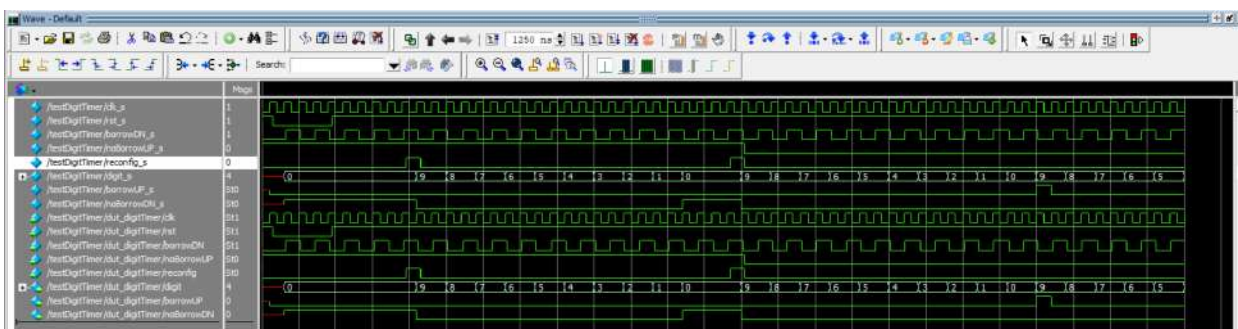 Wave - Default
1250 ns
Search:
Msgs
/testDigitTimer/clk_s 1
/testDigitTimer/rst_s 1
/testDigitTimer/borrowDN_s 1
/testDigitTimer/noBorrowUP_s 0
/testDigitTimer/reconfig_s 0
/testDigitTimer/digit_s 4 0 9 8 7 6 5 4 3 2 1 0 9 8 7 6 5 4 3 2 1 0 9 8 7 6 5
/testDigitTimer/borrowUP_s St0
/testDigitTimer/noBorrowDN_s St0
/testDigitTimer/dut_digitTimer/clk St1
/testDigitTimer/dut_digitTimer/rst St1
/testDigitTimer/dut_digitTimer/borrowDN St1
/testDigitTimer/dut_digitTimer/noBorrowUP St0
/testDigitTimer/dut_digitTimer/reconfig St0
/testDigitTimer/dut_digitTimer/digit 4 0 9 8 7 6 5 4 3 2 1 0 9 8 7 6 5 4 3 2 1 0 9 8 7 6 5
/testDigitTimer/dut_digitTimer/borrowUP 0
/testDigitTimer/dut_digitTimer/noBorrowDN 0